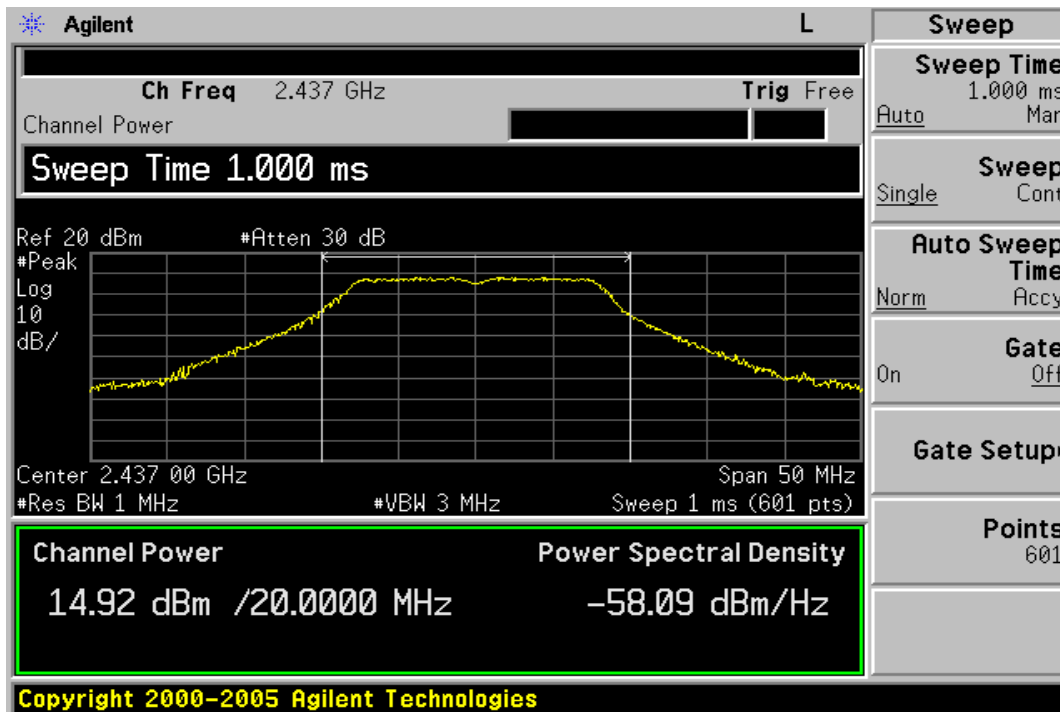 Agilent L
Ch Freq 2.437 GHz Trig Free
Channel Power
Sweep Time 1.000 ms
Ref 20 dBm #Atten 30 dB
#Peak
Log
10
dB/
Center 2.437 00 GHz Span 50 MHz
#Res BW 1 MHz #VBW 3 MHz Sweep 1 ms (601 pts)
Channel Power Power Spectral Density
14.92 dBm /20.0000 MHz -58.09 dBm/Hz
Copyright 2000-2005 Agilent Technologies
Sweep
Sweep Time
1.000 ms
Auto Man
Sweep
Single Cont
Auto Sweep
Time
Norm Accy
Gate
On Off
Gate Setup
Points
601